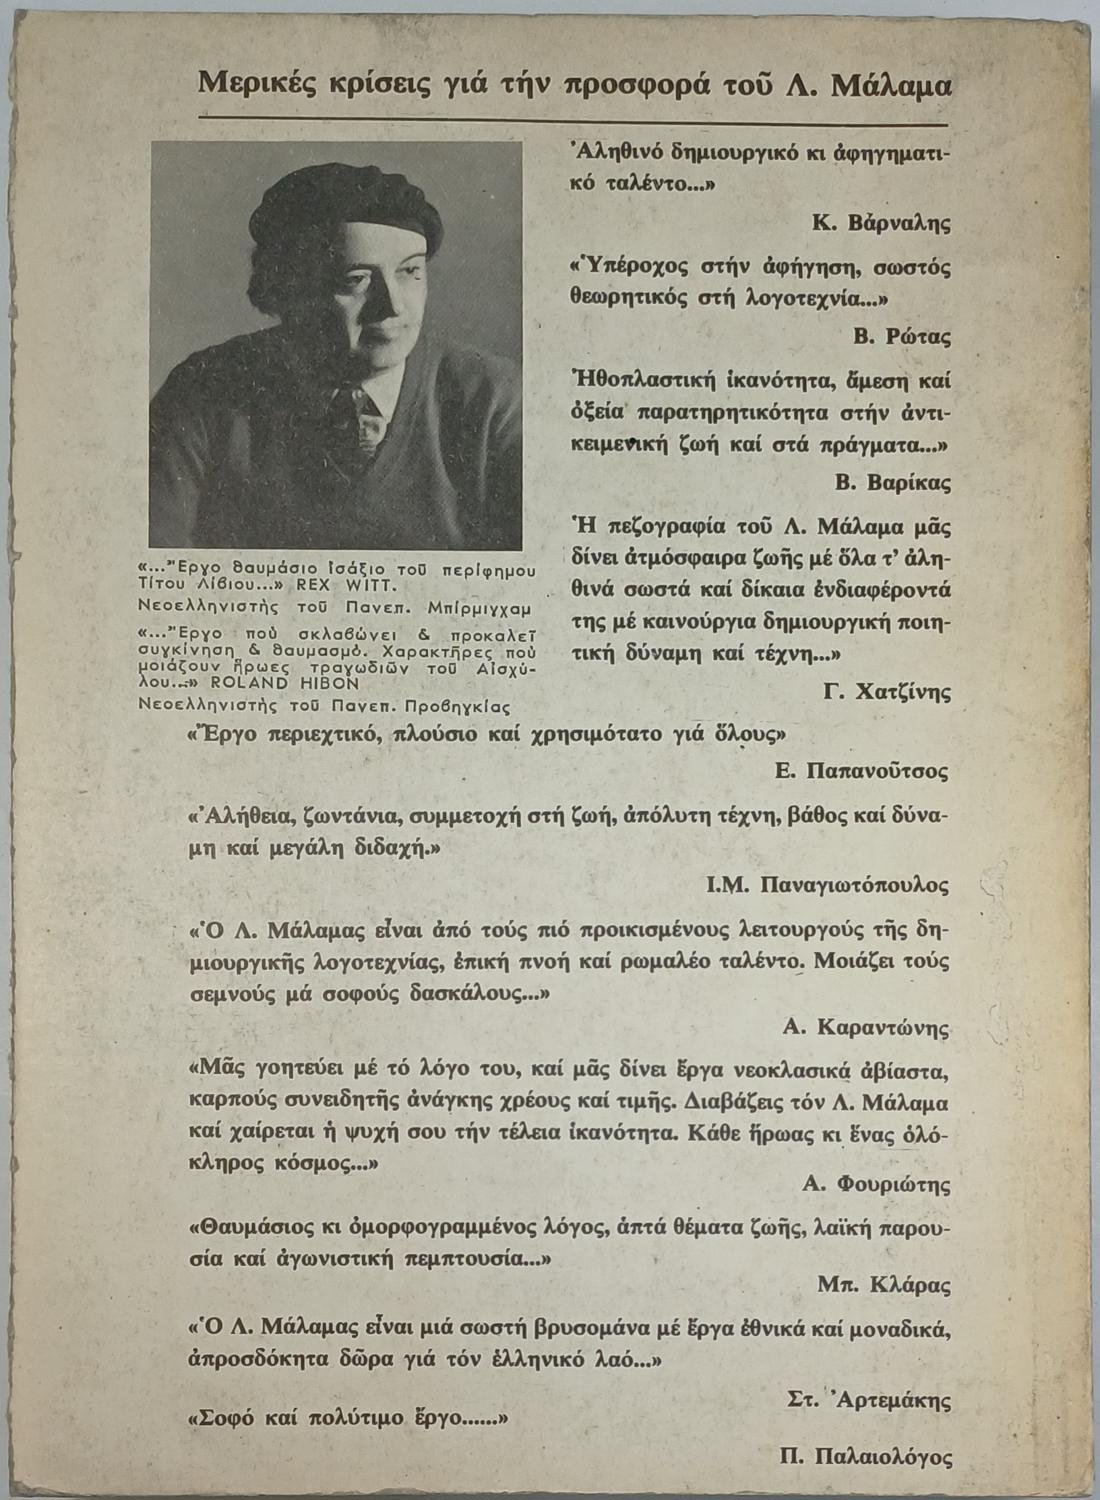 Μερικές κρίσεις γιά τήν προσφορά τοῦ Λ. Μάλαμα
Ἀληθινό δημιουργικό κι ἀφηγηματι-
κό ταλέντο...»
Κ. Βάρναλης
«Ὑπέροχος στήν ἀφήγηση, σωστός
θεωρητικός στή λογοτεχνία...»
Β. Ρώτας
Ἠθοπλαστική ἱκανότητα, ἄμεση καί
ὀξεία παρατηρητικότητα στήν ἀντι-
κειμενική ζωή καί στά πράγματα...»
Β. Βαρίκας
Ἡ πεζογραφία τοῦ Λ. Μάλαμα μᾶς
δίνει ἀτμόσφαιρα ζωῆς μέ ὅλα τ' ἀλη-
θινά σωστά καί δίκαια ἐνδιαφέροντά
της μέ καινούργια δημιουργική ποιη-
τική δύναμη καί τέχνη...»
Γ. Χατζίνης
«...Ἔργο θαυμάσιο ἰσάξιο τοῦ περίφημου
Τίτου Λίβιου...» REX WITT.
Νεοελληνιστὴς τοῦ Πανεπ. Μπίρμιγχαμ
«...Ἔργο ποὺ σκλαβώνει & προκαλεῖ
συγκίνηση & θαυμασμό. Χαρακτῆρες ποὺ
μοιάζουν ἥρωες τραγωδιῶν τοῦ Αἰσχύ-
λου...» ROLAND HIBON
Νεοελληνιστὴς τοῦ Πανεπ. Προβηγκίας
«Ἔργο περιεχτικό, πλούσιο καί χρησιμότατο γιά ὅλους»
Ε. Παπανοῦτσος
«Ἀλήθεια, ζωντάνια, συμμετοχή στή ζωή, ἀπόλυτη τέχνη, βάθος καί δύνα-
μη καί μεγάλη διδαχή.»
Ι.Μ. Παναγιωτόπουλος
«Ὁ Λ. Μάλαμας εἶναι ἀπό τούς πιό προικισμένους λειτουργούς τῆς δη-
μιουργικῆς λογοτεχνίας, ἐπική πνοή καί ρωμαλέο ταλέντο. Μοιάζει τούς
σεμνούς μά σοφούς δασκάλους...»
Α. Καραντώνης
«Μᾶς γοητεύει μέ τό λόγο του, καί μᾶς δίνει ἔργα νεοκλασικά ἀβίαστα,
καρπούς συνειδητῆς ἀνάγκης χρέους καί τιμῆς. Διαβάζεις τόν Λ. Μάλαμα
καί χαίρεται ἡ ψυχή σου τήν τέλεια ἱκανότητα. Κάθε ἥρωας κι ἕνας ὁλό-
κληρος κόσμος...»
Α. Φουριώτης
«Θαυμάσιος κι ὀμορφογραμμένος λόγος, ἁπτά θέματα ζωῆς, λαϊκή παρου-
σία καί ἀγωνιστική πεμπτουσία...»
Μπ. Κλάρας
«Ὁ Λ. Μάλαμας εἶναι μιά σωστή βρυσομάνα μέ ἔργα ἐθνικά καί μοναδικά,
ἀπροσδόκητα δῶρα γιά τόν ἑλληνικό λαό...»
Στ. Ἀρτεμάκης
«Σοφό καί πολύτιμο ἔργο......»
Π. Παλαιολόγος